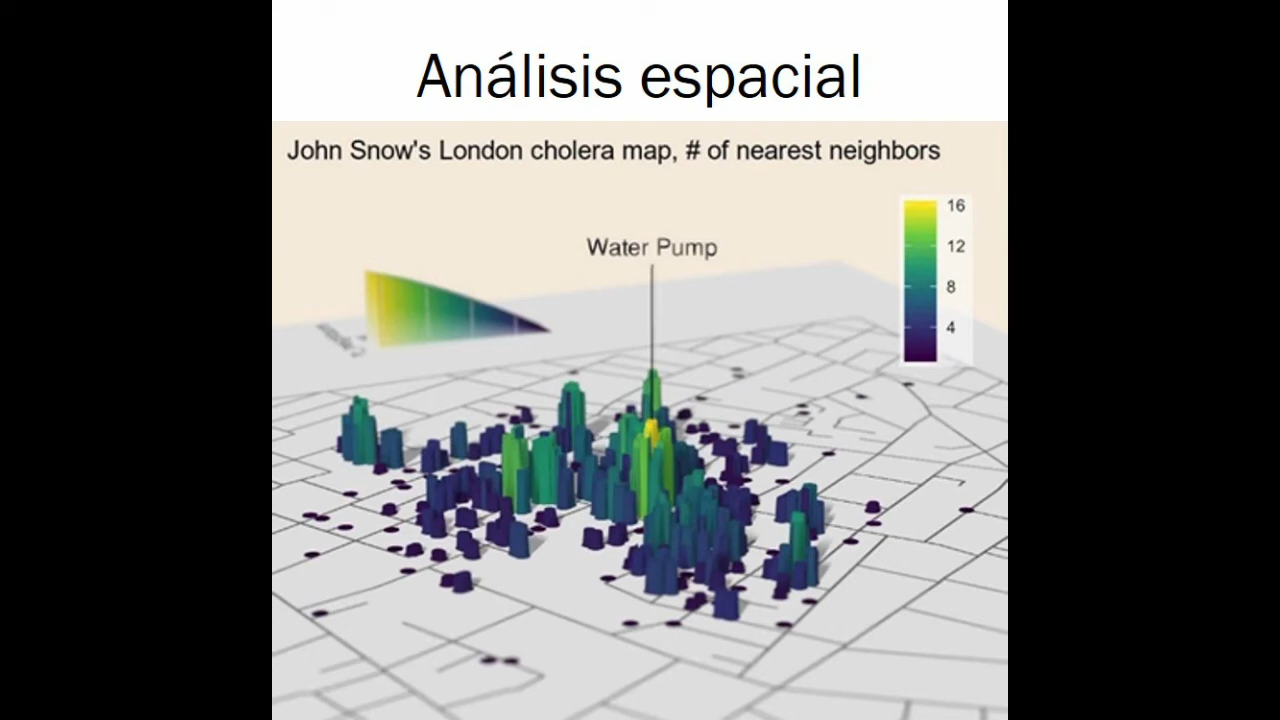 Análisis espacial
John Snow's London cholera map, # of nearest neighbors
Water Pump
16
12
8
4